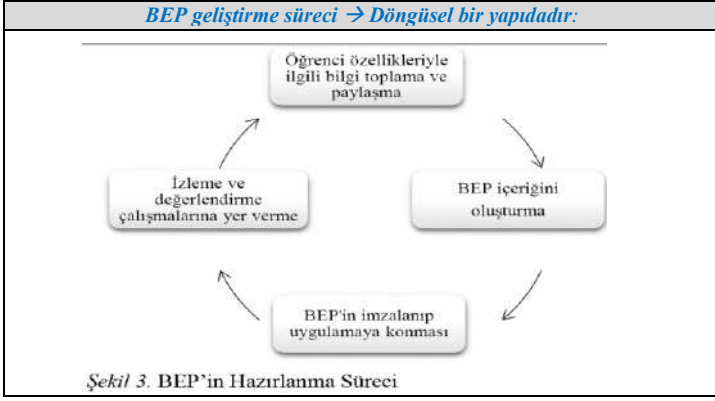 BEP geliştirme süreci → Döngüsel bir yapıdadır:
Öğrenci özellikleriyle
ilgili bilgi toplama ve
paylaşma
İzleme ve
değerlendirme
çalışmalarına yer verme
BEP içeriğini
oluşturma
BEP'in imzalanıp
uygulamaya konması
Şekil 3. BEP’in Hazırlanma Süreci